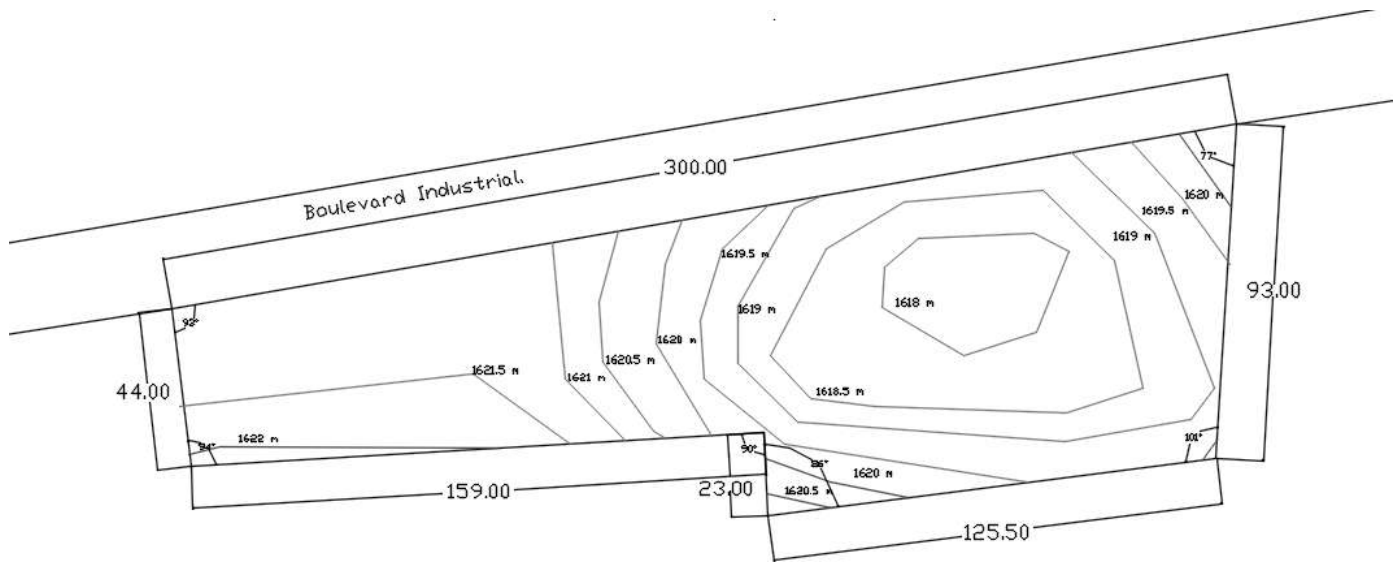 Boulevard Industrial.
300.00
77°
1620 m
1619.5 M
1619 M
1619.5 m
93.00
92°
1618 m
1619 m
1620 m
1620.5 m
1621.5 M
1621 m
44.00
1618.5 m
94°
1622 m
101°
90°
86°
1620 M
159.00
23.00
1620.5 m
125.50